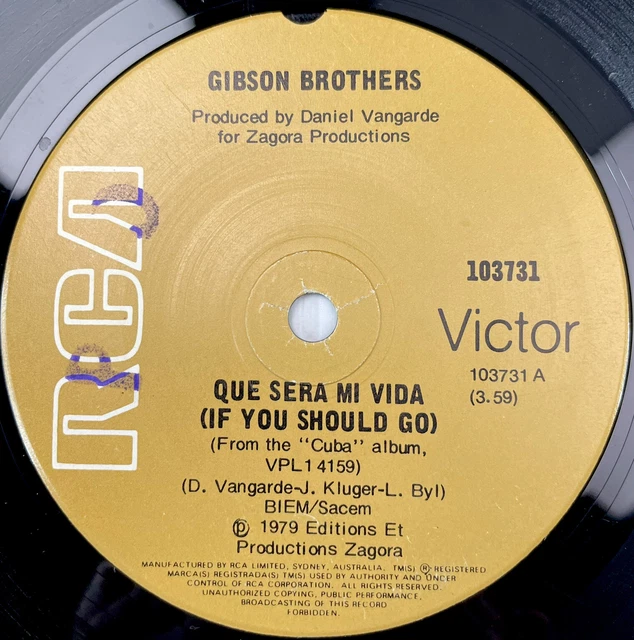 GIBSON BROTHERS
Produced by Daniel Vangarde
for Zagora Productions
RCA
103731
Victor
103731 A
(3.59)
QUE SERA MI VIDA
(IF YOU SHOULD GO)
(From the "Cuba" album,
VPL1 4159)
(D. Vangarde-J. Kluger-L. Byl)
BIEM/Sacem
℗ 1979 Editions Et
Productions Zagora
MANUFACTURED BY RCA LIMITED, SYDNEY, AUSTRALIA. TM(S) ® REGISTERED
MARCA(S) REGISTRADA(S) TM(S) USED BY AUTHORITY AND UNDER
CONTROL OF RCA CORPORATION. ALL RIGHTS RESERVED.
UNAUTHORIZED COPYING, PUBLIC PERFORMANCE,
BROADCASTING OF THIS RECORD
FORBIDDEN.